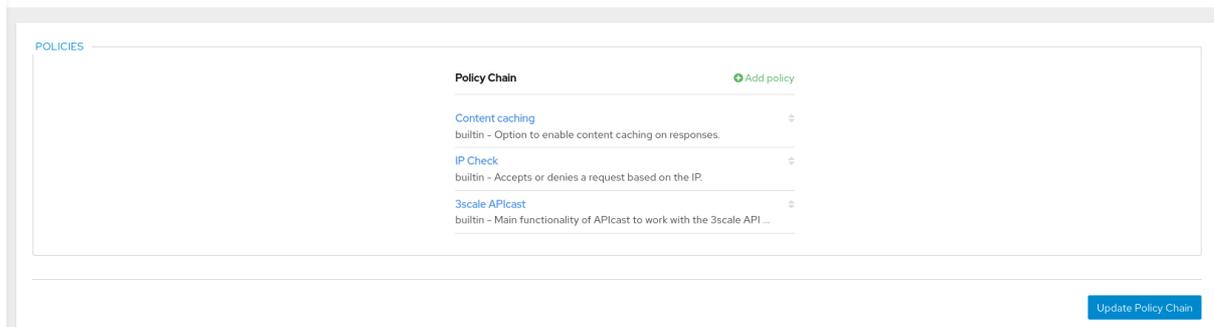 POLICIES
Policy Chain
Add policy
Content caching
builtin - Option to enable content caching on responses.
IP Check
builtin - Accepts or denies a request based on the IP.
3scale APIcast
builtin - Main functionality of APIcast to work with the 3scale API ...
Update Policy Chain